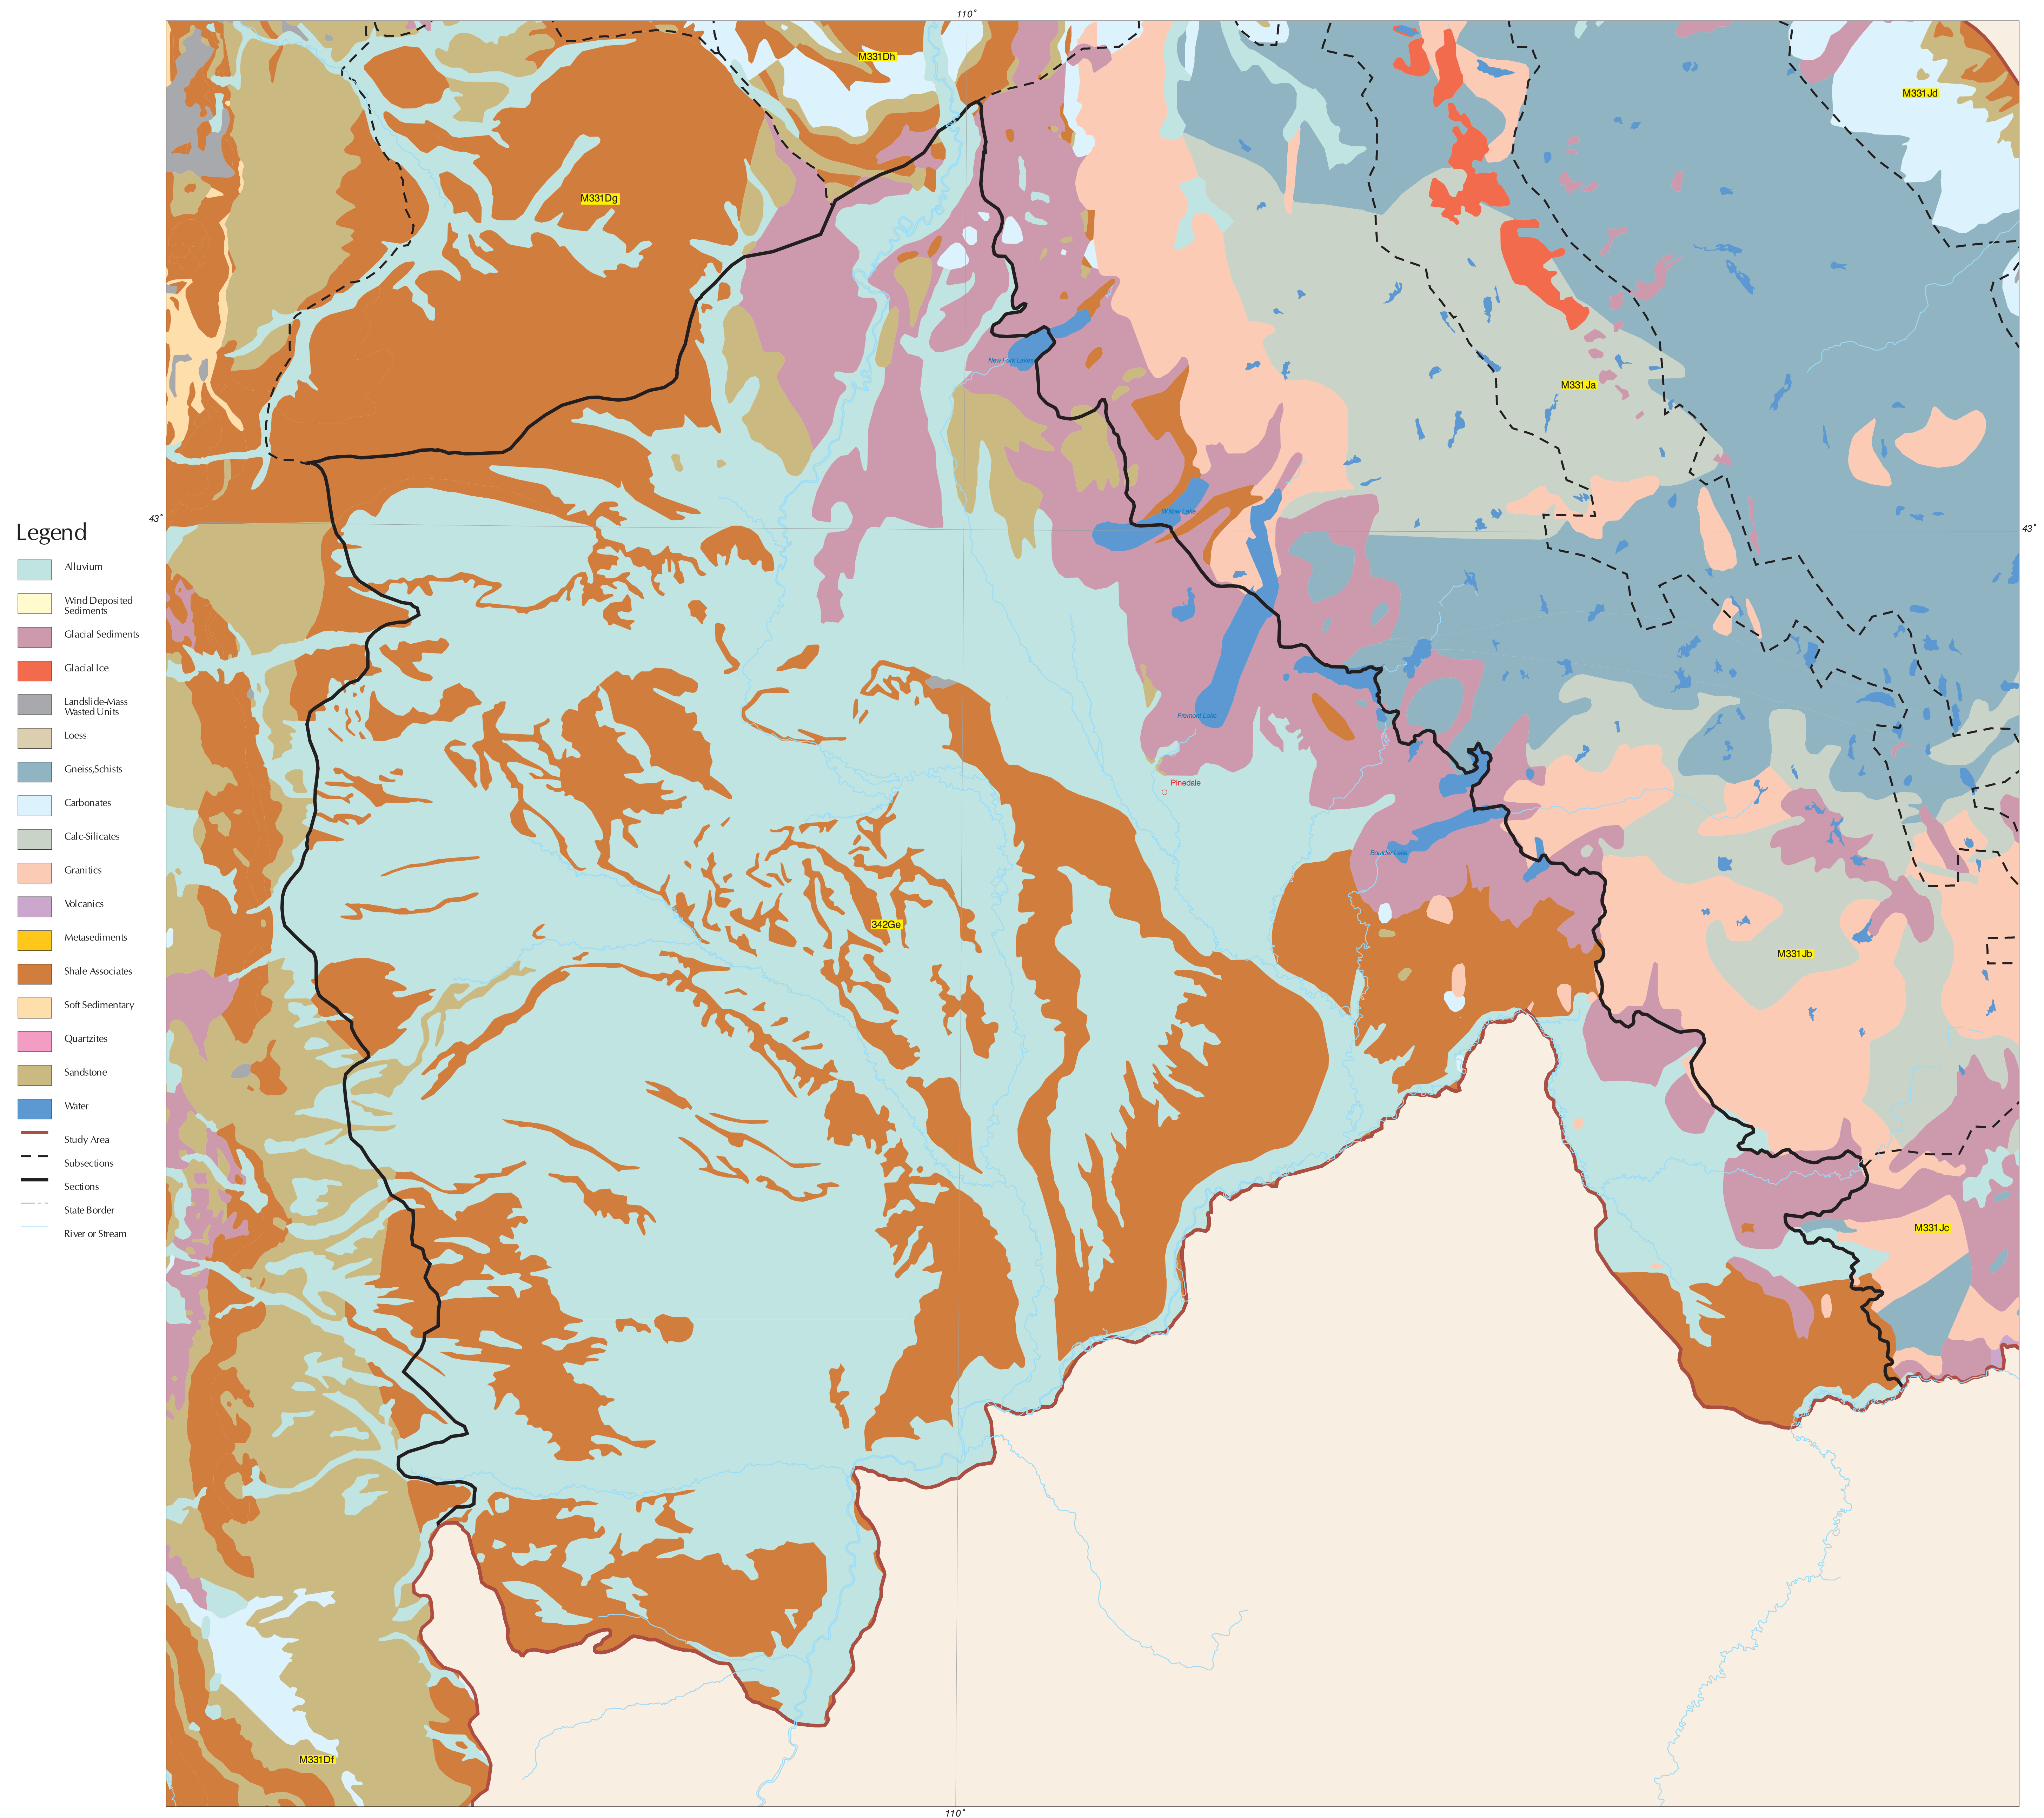 110°
M331Dh
M331Jd
M331Dg
New Fork Lakes
M331Ja
Willow Lake
43°
43°
Legend
Alluvium
Wind Deposited
Sediments
Glacial Sediments
Glacial Ice
Landslide-Mass
Wasted Units
Loess
Gneiss,Schists
Carbonates
Calc-Silicates
Granitics
Volcanics
Metasediments
Shale Associates
Soft Sedimentary
Quartzites
Sandstone
Water
Study Area
Subsections
Sections
State Border
River or Stream
Fremont Lake
Pinedale
Boulder Lake
342Ge
M331Jb
M331Jc
M331Df
110°